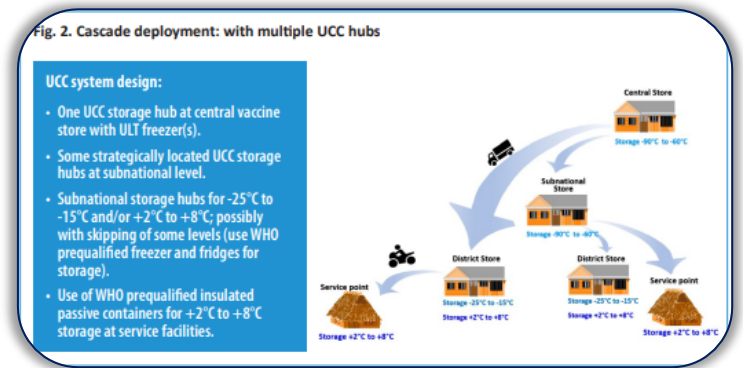 Fig. 2. Cascade deployment: with multiple UCC hubs
UCC system design:
• One UCC storage hub at central vaccine
store with ULT freezer(s).
• Some strategically located UCC storage
hubs at subnational level.
• Subnational storage hubs for -25°C to
-15°C and/or +2°C to +8°C; possibly
with skipping of some levels (use WHO
prequalified freezer and fridges for
storage).
• Use of WHO prequalified insulated
passive containers for +2°C to +8°C
storage at service facilities.
Central Store
Storage -90°C to -60°C
Subnational
Store
Storage -90°C to -60°C
District Store
Storage -25°C to -15°C
Storage +2°C to +8°C
District Store
Storage -25°C to -15°C
Storage +2°C to +8°C
Service point
Storage +2°C to +8°C
Service point
Storage +2°C to +8°C